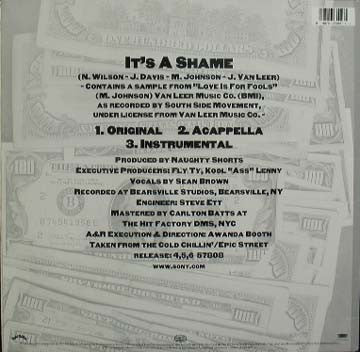 IT'S A SHAME
(N. WILSON - J. DAVIS - M. JOHNSON - J. VAN LEER)
- CONTAINS A SAMPLE FROM "LOVE IS FOR FOOLS"
(M. JOHNSON) VAN LEER MUSIC CO. (BMI),
AS RECORDED BY SOUTH SIDE MOVEMENT,
UNDER LICENSE FROM VAN LEER MUSIC CO. -
1. ORIGINAL 2. ACAPPELLA
3. INSTRUMENTAL
PRODUCED BY NAUGHTY SHORTS
EXECUTIVE PRODUCERS: FLY TY, KOOL "ASS" LENNY
VOCALS BY SEAN BROWN
RECORDED AT BEARSVILLE STUDIOS, BEARSVILLE, NY
ENGINEER: STEVE ETT
MASTERED BY CARLTON BATTS AT
THE HIT FACTORY DMS, NYC
A&R EXECUTION & DIRECTION: AWANDA BOOTH
TAKEN FROM THE COLD CHILLIN'/EPIC STREET
RELEASE: 4,5,6 57808
WWW.SONY.COM